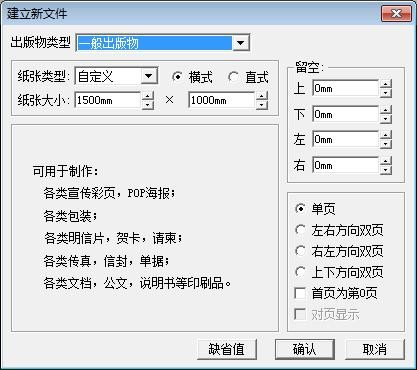 建立新文件
出版物类型 一般出版物
纸张类型: 自定义 横式 直式
纸张大小: 1500mm × 1000mm
留空:
上 0mm
下 0mm
左 0mm
右 0mm
可用于制作:
各类宣传彩页, POP海报;
各类包装;
各类明信片, 贺卡, 请柬;
各类传真, 信封, 单据;
各类文档, 公文, 说明书等印刷品。
单页
左右方向双页
右左方向双页
上下方向双页
首页为第0页
对页显示
缺省值 确认 取消